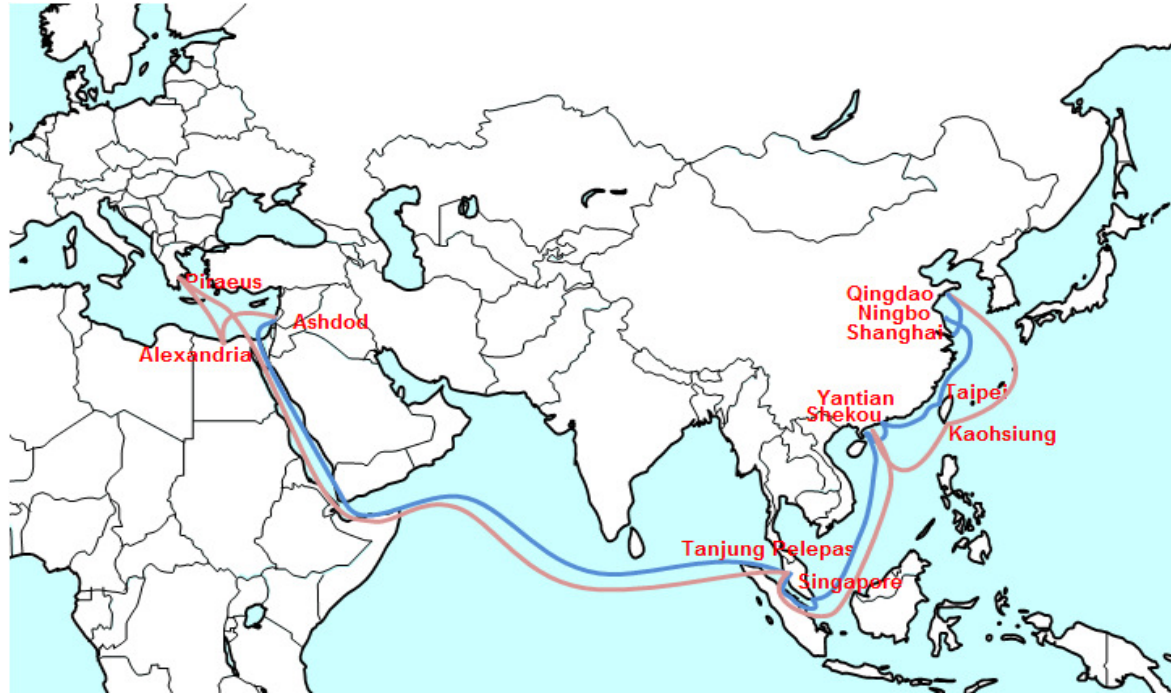 Piraeus
Ashdod
Alexandria
Qingdao
Ningbo
Shanghai
Yantian
Shekou
Taipei
Kaohsiung
Tanjung Pelepas
Singapore